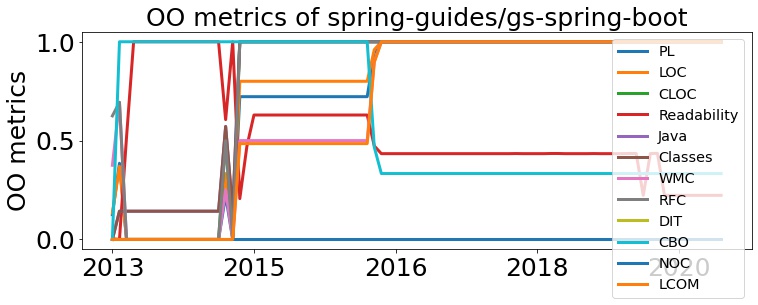 OO metrics of spring-guides/gs-spring-boot
OO metrics
1.0
0.5
0.0
2013
2015
2016
2018
2020
PL
LOC
CLOC
Readability
Java
Classes
WMC
RFC
DIT
CBO
NOC
LCOM